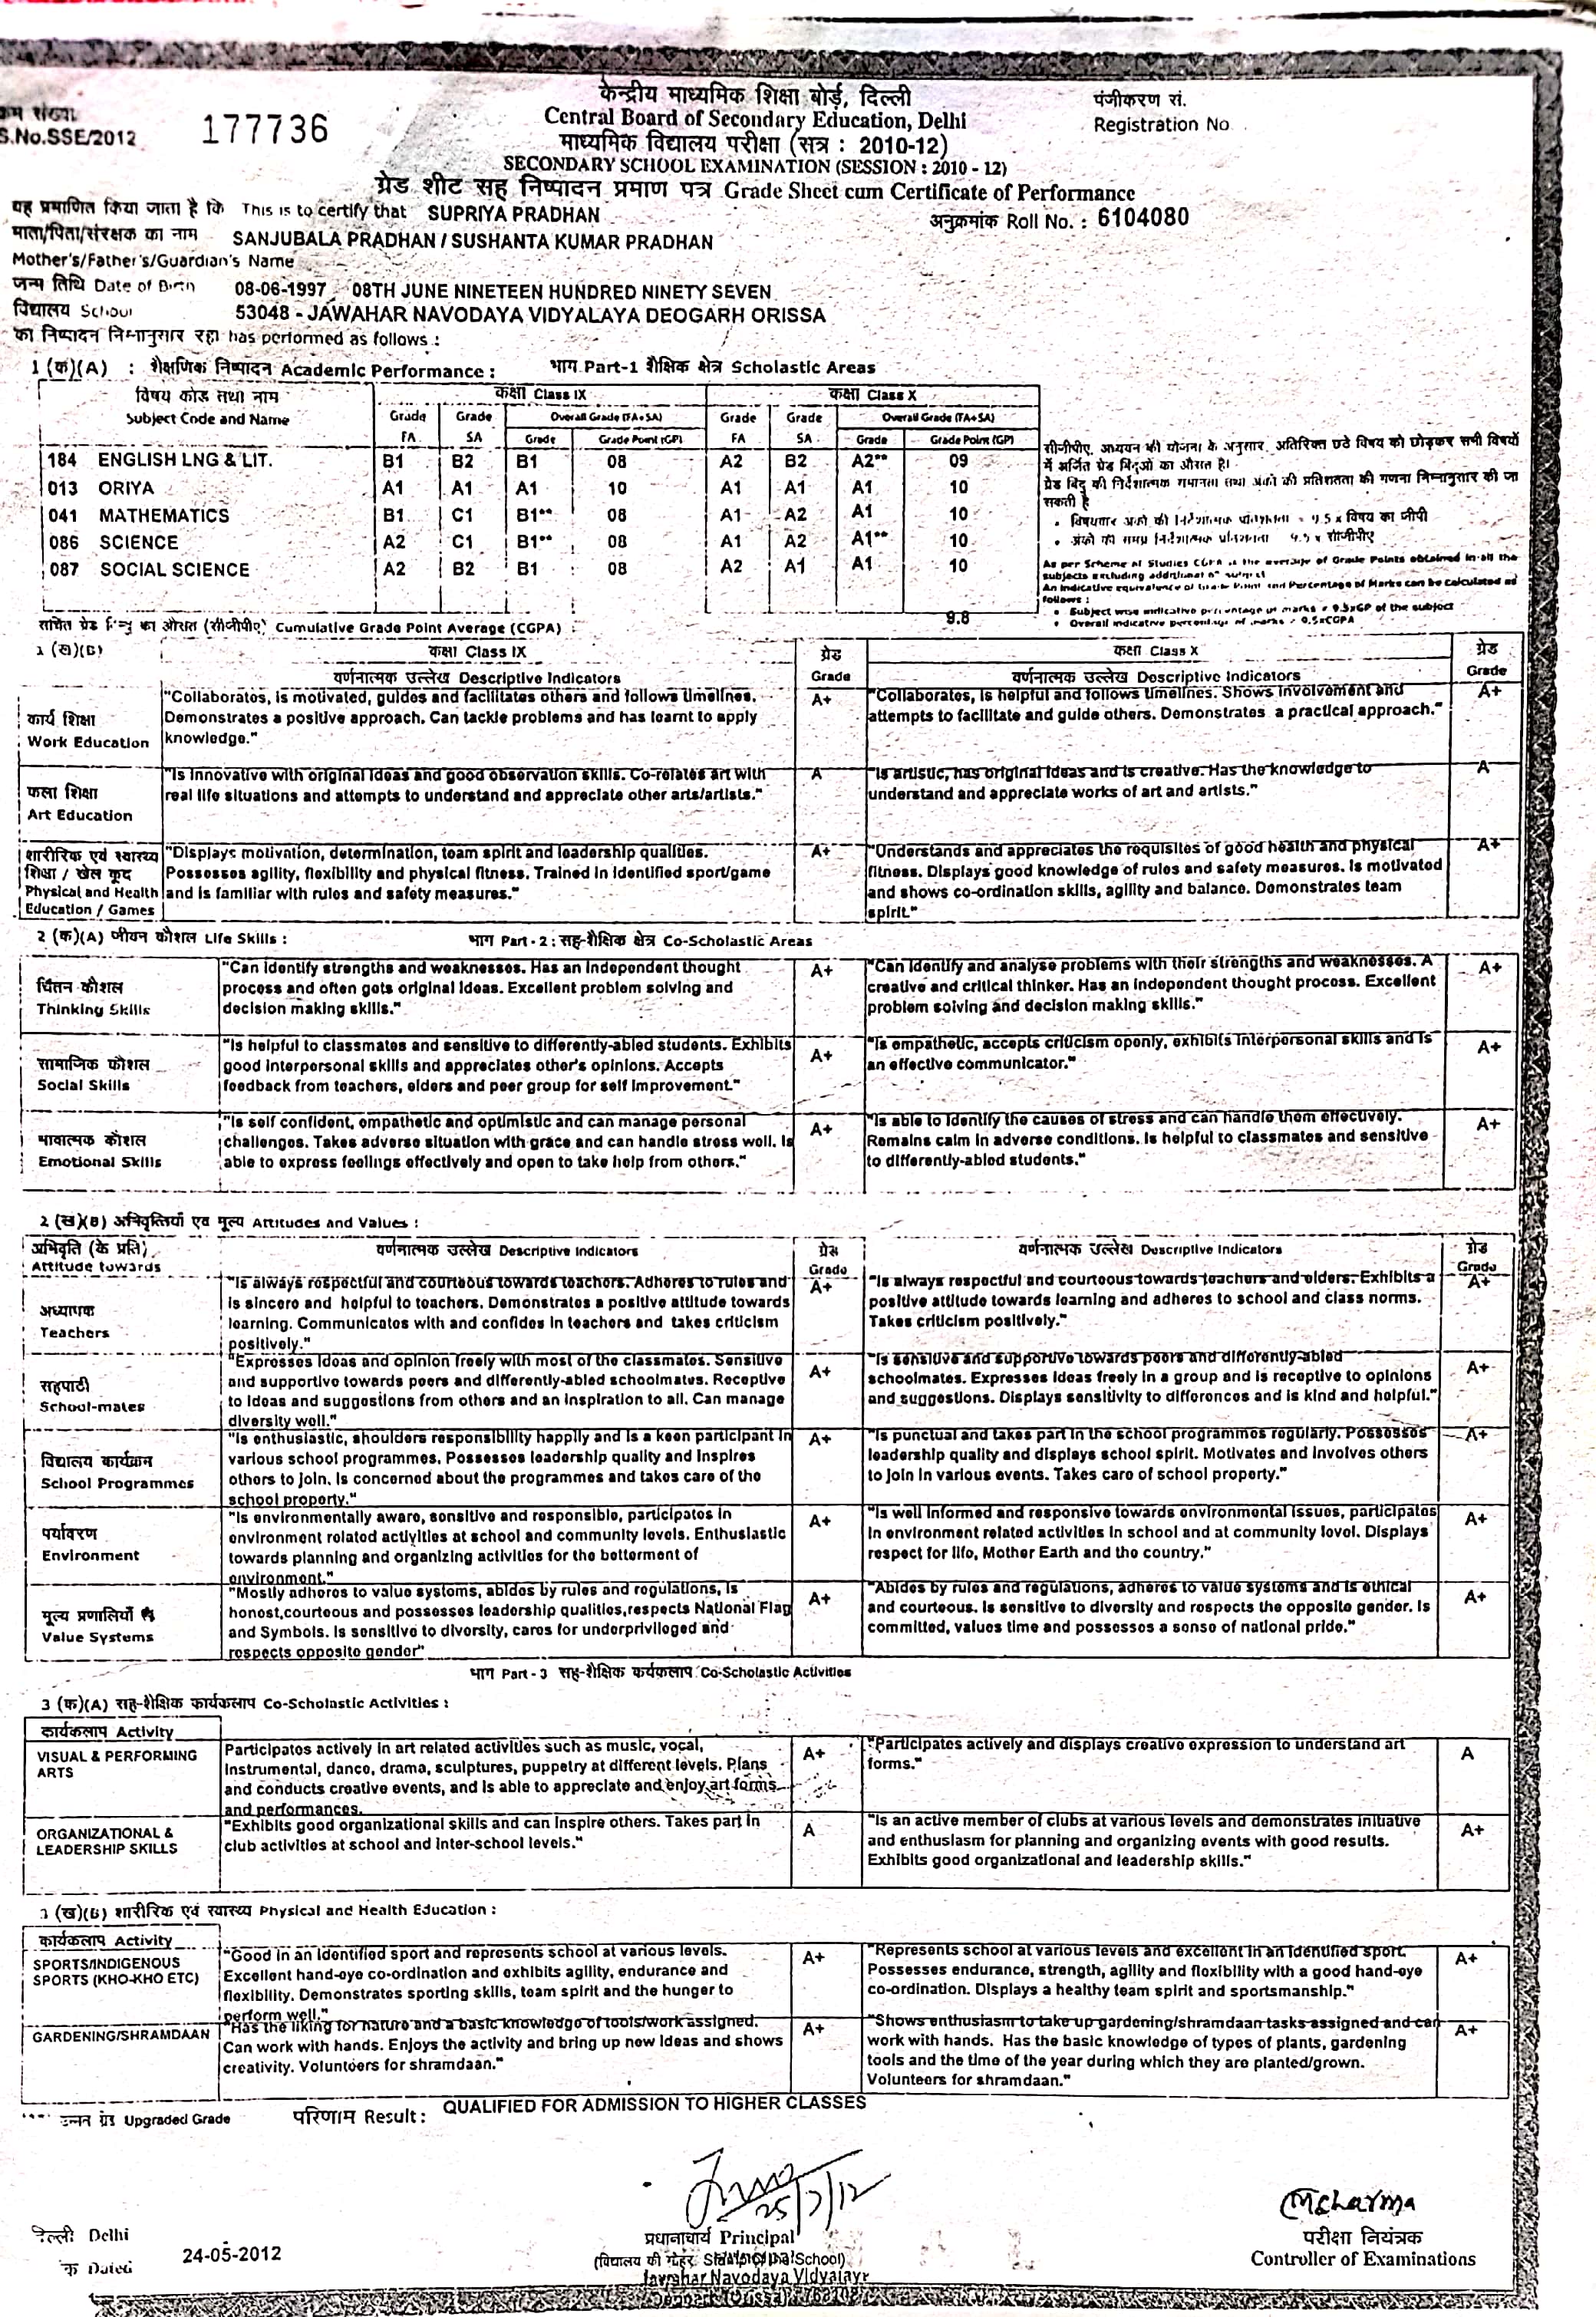 केन्द्रीय माध्यमिक शिक्षा बोर्ड, दिल्ली
पंजीकरण सं.
क्रम संख्या
S.No.SSE/2012 177736
Central Board of Secondary Education, Delhi
Registration No
माध्यमिक विद्यालय परीक्षा (सत्र : 2010-12)
SECONDARY SCHOOL EXAMINATION (SESSION : 2010 - 12)
ग्रेड शीट सह निष्पादन प्रमाण पत्र Grade Sheet cum Certificate of Performance
यह प्रमाणित किया जाता है कि This is to certify that SUPRIYA PRADHAN अनुक्रमांक Roll No. : 6104080
माता/पिता/संरक्षक का नाम SANJUBALA PRADHAN / SUSHANTA KUMAR PRADHAN
Mother's/Father's/Guardian's Name
जन्म तिथि Date of Birth 08-06-1997 08TH JUNE NINETEEN HUNDRED NINETY SEVEN
विद्यालय School 53048 - JAWAHAR NAVODAYA VIDYALAYA DEOGARH ORISSA
का निष्पादन निम्नानुसार रहा has performed as follows :
1 (क)(A) : शैक्षणिक निष्पादन Academic Performance : भाग Part-1 शैक्षिक क्षेत्र Scholastic Areas
विषय कोड तथा नाम कक्षा Class IX कक्षा Class X
Subject Code and Name Grade Grade Overall Grade (FA+SA) Grade Grade Overall Grade (FA+SA)
FA SA Grade Grade Point (GP) FA SA Grade Grade Point (GP)
184 ENGLISH LNG & LIT. B1 B2 B1 08 A2 B2 A2** 09
013 ORIYA A1 A1 A1 10 A1 A1 A1 10
041 MATHEMATICS B1 C1 B1** 08 A1 A2 A1 10
086 SCIENCE A2 C1 B1** 08 A1 A2 A1** 10
087 SOCIAL SCIENCE A2 B2 B1 08 A2 A1 A1 10
सीजीपीए, अध्ययन की योजना के अनुसार, अतिरिक्त छठे विषय को छोड़कर सभी विषयों
में अर्जित ग्रेड बिंदुओं का औसत है।
ग्रेड बिंदु की निर्देशात्मक समानता तथा अंको की प्रतिशतता की गणना निम्नानुसार की जा
सकती है
• विषयवार अंको की निर्देशात्मक प्रतिशतता = 9.5 x विषय का जीपी
• अंको की समग्र निर्देशात्मक प्रतिशतता 9.5 x सीजीपीए
As per Scheme of Studies CGPA is the average of Grade Points obtained in all the
subjects excluding additional 6th subject
An indicative equivalence of Grade Point and Percentage of Marks can be calculated as
follows :
• Subject wise indicative percentage of marks = 9.5xGP of the subject
• Overall indicative percentage of marks = 9.5xCGPA
संचित ग्रेड बिन्दु का औसत (सीजीपीए) Cumulative Grade Point Average (CGPA) : 9.8
1 (ख)(B) कक्षा Class IX ग्रेड कक्षा Class X ग्रेड
वर्णनात्मक उल्लेख Descriptive Indicators Grade वर्णनात्मक उल्लेख Descriptive Indicators Grade
कार्य शिक्षा
Work Education
"Collaborates, is motivated, guides and facilitates others and follows timelines.
Demonstrates a positive approach. Can tackle problems and has learnt to apply
knowledge."
A+
"Collaborates, is helpful and follows timelines. Shows involvement and
attempts to facilitate and guide others. Demonstrates a practical approach."
A+
कला शिक्षा
Art Education
"Is innovative with original ideas and good observation skills. Co-relates art with
real life situations and attempts to understand and appreciate other arts/artists."
A
"Is artistic, has original ideas and is creative. Has the knowledge to
understand and appreciate works of art and artists."
A
शारीरिक एवं स्वास्थ्य
शिक्षा / खेल कूद
Physical and Health
Education / Games
"Displays motivation, determination, team spirit and leadership qualities.
Possesses agility, flexibility and physical fitness. Trained in identified sport/game
and is familiar with rules and safety measures."
A+
"Understands and appreciates the requisites of good health and physical
fitness. Displays good knowledge of rules and safety measures. Is motivated
and shows co-ordination skills, agility and balance. Demonstrates team
spirit."
A+
2 (क)(A) जीवन कौशल Life Skills : भाग Part - 2 : सह-शैक्षिक क्षेत्र Co-Scholastic Areas
चिंतन कौशल
Thinking Skills
"Can identify strengths and weaknesses. Has an independent thought
process and often gets original ideas. Excellent problem solving and
decision making skills."
A+
"Can identify and analyse problems with their strengths and weaknesses. A
creative and critical thinker. Has an independent thought process. Excellent
problem solving and decision making skills."
A+
सामाजिक कौशल
Social Skills
"Is helpful to classmates and sensitive to differently-abled students. Exhibits
good interpersonal skills and appreciates other's opinions. Accepts
feedback from teachers, elders and peer group for self improvement."
A+
"Is empathetic, accepts criticism openly, exhibits interpersonal skills and is
an effective communicator."
A+
भावात्मक कौशल
Emotional Skills
"Is self confident, empathetic and optimistic and can manage personal
challenges. Takes adverse situation with grace and can handle stress well. Is
able to express feelings effectively and open to take help from others."
A+
"Is able to identify the causes of stress and can handle them effectively.
Remains calm in adverse conditions. Is helpful to classmates and sensitive
to differently-abled students."
A+
2 (ख)(B) अभिवृत्तियाँ एवं मूल्य Attitudes and Values :
अभिवृति (के प्रति) वर्णनात्मक उल्लेख Descriptive Indicators ग्रेड वर्णनात्मक उल्लेख Descriptive Indicators ग्रेड
Attitude towards Grade Grade
अध्यापक
Teachers
"Is always respectful and courteous towards teachers. Adheres to rules and
is sincere and helpful to teachers. Demonstrates a positive attitude towards
learning. Communicates with and confides in teachers and takes criticism
positively."
A+
"Is always respectful and courteous towards teachers and elders. Exhibits a
positive attitude towards learning and adheres to school and class norms.
Takes criticism positively."
A+
सहपाठी
School-mates
"Expresses ideas and opinion freely with most of the classmates. Sensitive
and supportive towards peers and differently-abled schoolmates. Receptive
to ideas and suggestions from others and an inspiration to all. Can manage
diversity well."
A+
"Is sensitive and supportive towards peers and differently-abled
schoolmates. Expresses ideas freely in a group and is receptive to opinions
and suggestions. Displays sensitivity to differences and is kind and helpful."
A+
विद्यालय कार्यक्रम
School Programmes
"Is enthusiastic, shoulders responsibility happily and is a keen participant in
various school programmes. Possesses leadership quality and inspires
others to join. Is concerned about the programmes and takes care of the
school property."
A+
"Is punctual and takes part in the school programmes regularly. Possesses
leadership quality and displays school spirit. Motivates and involves others
to join in various events. Takes care of school property."
A+
पर्यावरण
Environment
"Is environmentally aware, sensitive and responsible, participates in
environment related activities at school and community levels. Enthusiastic
towards planning and organizing activities for the betterment of
environment."
A+
"Is well informed and responsive towards environmental issues, participates
in environment related activities in school and at community level. Displays
respect for life, Mother Earth and the country."
A+
मूल्य प्रणालियाँ
Value Systems
"Mostly adheres to value systems, abides by rules and regulations, is
honest,courteous and possesses leadership qualities,respects National Flag
and Symbols. Is sensitive to diversity, cares for underprivileged and
respects opposite gender"
A+
"Abides by rules and regulations, adheres to value systems and is ethical
and courteous. Is sensitive to diversity and respects the opposite gender. Is
committed, values time and possesses a sense of national pride."
A+
भाग Part - 3 सह-शैक्षिक कार्यकलाप Co-Scholastic Activities
3 (क)(A) सह-शैक्षिक कार्यकलाप Co-Scholastic Activities :
कार्यकलाप Activity
VISUAL & PERFORMING
ARTS
Participates actively in art related activities such as music, vocal,
instrumental, dance, drama, sculptures, puppetry at different levels. Plans
and conducts creative events, and is able to appreciate and enjoy art forms
and performances.
A+
"Participates actively and displays creative expression to understand art
forms."
A
ORGANIZATIONAL &
LEADERSHIP SKILLS
"Exhibits good organizational skills and can inspire others. Takes part in
club activities at school and inter-school levels."
A
"Is an active member of clubs at various levels and demonstrates initiative
and enthusiasm for planning and organizing events with good results.
Exhibits good organizational and leadership skills."
A+
3 (ख)(B) शारीरिक एवं स्वास्थ्य Physical and Health Education :
कार्यकलाप Activity
SPORTS/INDIGENOUS
SPORTS (KHO-KHO ETC)
"Good in an identified sport and represents school at various levels.
Excellent hand-eye co-ordination and exhibits agility, endurance and
flexibility. Demonstrates sporting skills, team spirit and the hunger to
perform well."
A+
"Represents school at various levels and excellent in an identified sport.
Possesses endurance, strength, agility and flexibility with a good hand-eye
co-ordination. Displays a healthy team spirit and sportsmanship."
A+
GARDENING/SHRAMDAAN
"Has the liking for nature and a basic knowledge of tools/work assigned.
Can work with hands. Enjoys the activity and bring up new ideas and shows
creativity. Volunteers for shramdaan."
A+
"Shows enthusiasm to take up gardening/shramdaan tasks assigned and can
work with hands. Has the basic knowledge of types of plants, gardening
tools and the time of the year during which they are planted/grown.
Volunteers for shramdaan."
A+
उन्नत ग्रेड Upgraded Grade परिणाम Result : QUALIFIED FOR ADMISSION TO HIGHER CLASSES
25/7/12
दिल्ली Delhi
प्रधानाचार्य Principal
परीक्षा नियंत्रक
Dated 24-05-2012
(विद्यालय की मोहर School)
Controller of Examinations
Jawahar Navodaya Vidyalaya